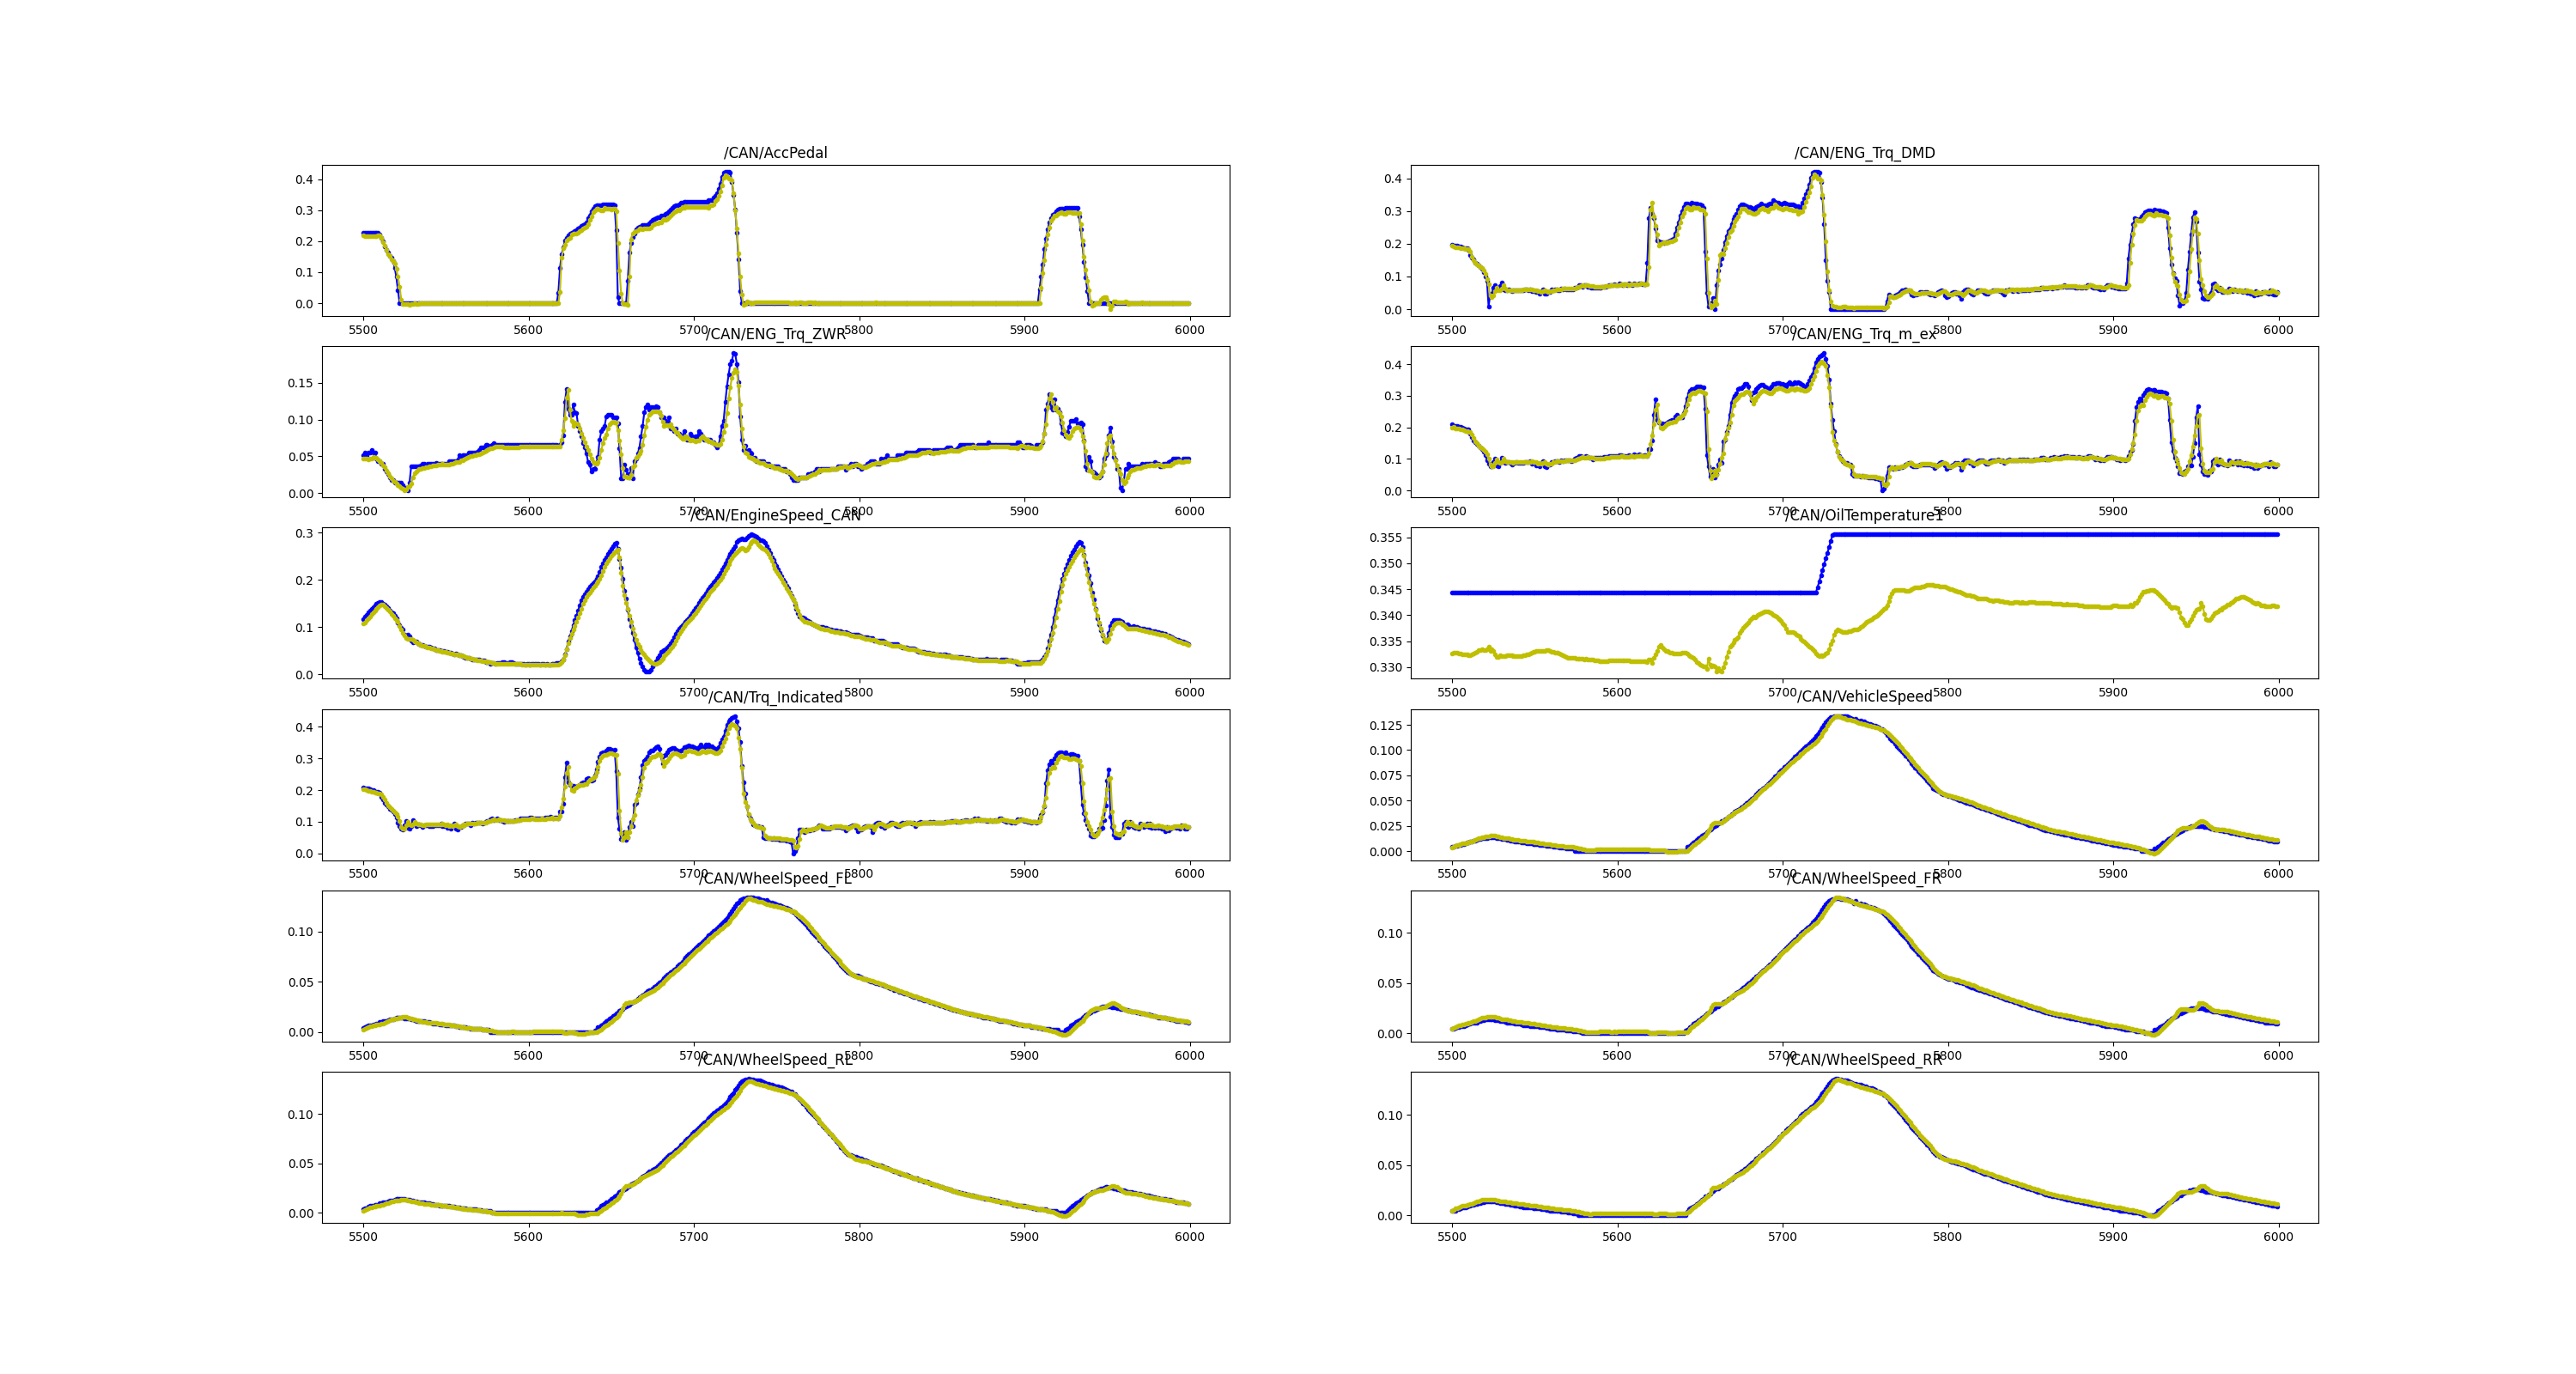 /CAN/AccPedal
0.4
0.3
0.2
0.1
0.0
5500 5600 5700 5800 5900 6000
/CAN/ENG_Trq_DMD
0.4
0.3
0.2
0.1
0.0
5500 5600 5700 5800 5900 6000
/CAN/ENG_Trq_ZWR
0.15
0.10
0.05
0.00
5500 5600 5700 5800 5900 6000
/CAN/ENG_Trq_m_ex
0.4
0.3
0.2
0.1
0.0
5500 5600 5700 5800 5900 6000
/CAN/EngineSpeed_CAN
0.3
0.2
0.1
0.0
5500 5600 5700 5800 5900 6000
/CAN/OilTemperature1
0.355
0.350
0.345
0.340
0.335
0.330
5500 5600 5700 5800 5900 6000
/CAN/Trq_Indicated
0.4
0.3
0.2
0.1
0.0
5500 5600 5700 5800 5900 6000
/CAN/VehicleSpeed
0.125
0.100
0.075
0.050
0.025
0.000
5500 5600 5700 5800 5900 6000
/CAN/WheelSpeed_FL
0.10
0.05
0.00
5500 5600 5700 5800 5900 6000
/CAN/WheelSpeed_FR
0.10
0.05
0.00
5500 5600 5700 5800 5900 6000
/CAN/WheelSpeed_RL
0.10
0.05
0.00
5500 5600 5700 5800 5900 6000
/CAN/WheelSpeed_RR
0.10
0.05
0.00
5500 5600 5700 5800 5900 6000